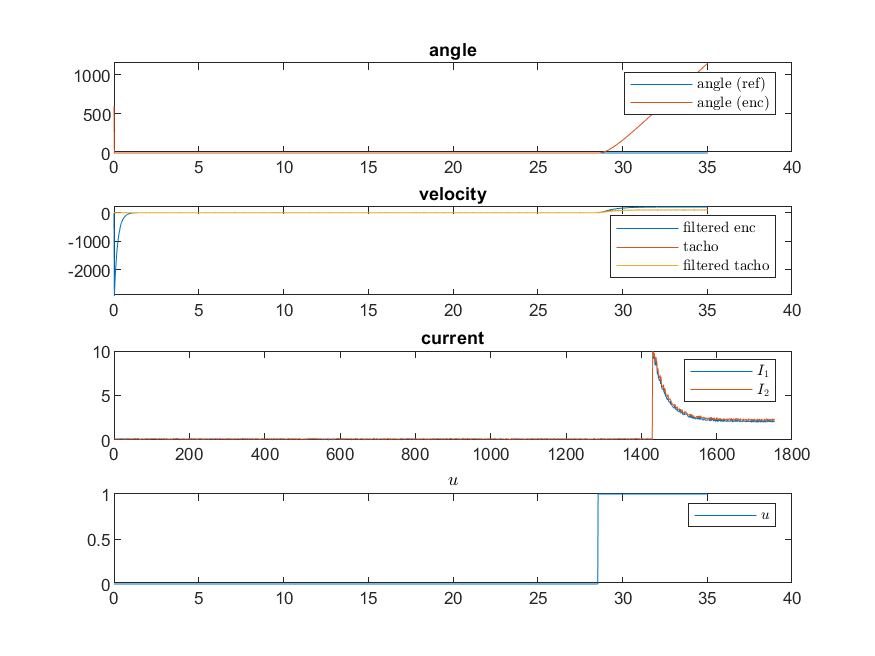 angle
1000
500
0
angle (ref)
angle (enc)
0 5 10 15 20 25 30 35 40
velocity
0
-1000
-2000
filtered enc
tacho
filtered tacho
0 5 10 15 20 25 30 35 40
current
10
5
0
I₁
I₂
0 200 400 600 800 1000 1200 1400 1600 1800
u
1
0.5
0
u
0 5 10 15 20 25 30 35 40